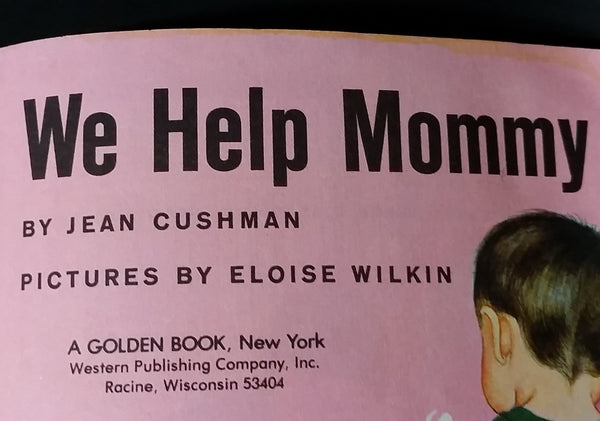 We Help Mommy
BY JEAN CUSHMAN
PICTURES BY ELOISE WILKIN
A GOLDEN BOOK, New York
Western Publishing Company, Inc.
Racine, Wisconsin 53404